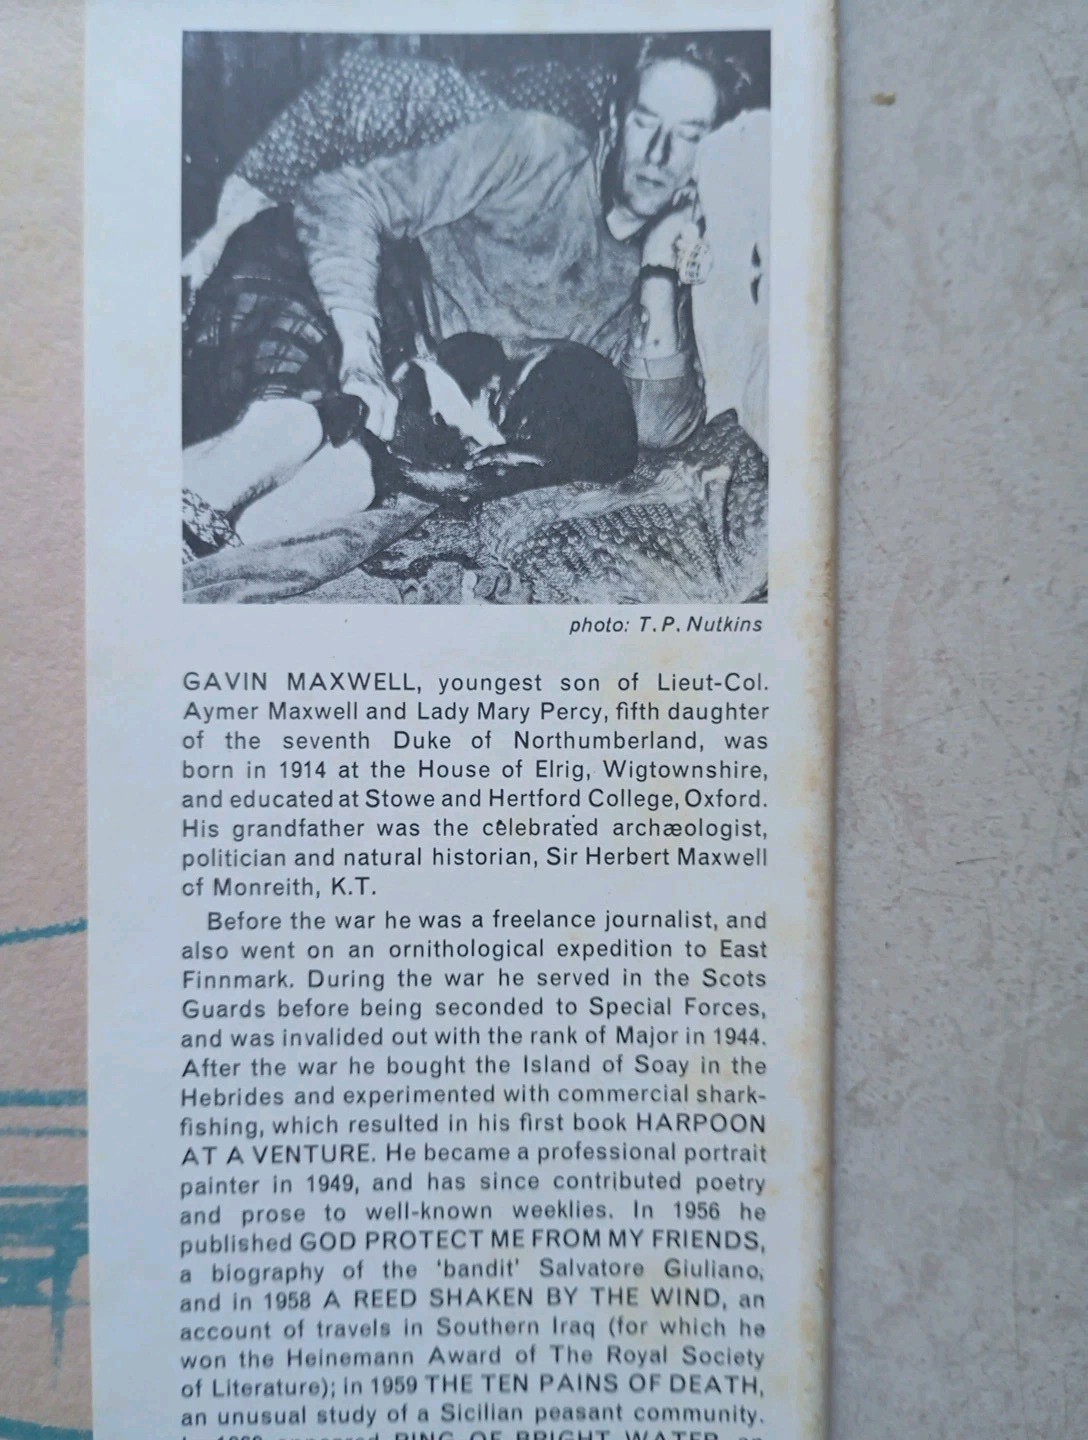 photo: T.P. Nutkins
GAVIN MAXWELL, youngest son of Lieut-Col.
Aymer Maxwell and Lady Mary Percy, fifth daughter
of the seventh Duke of Northumberland, was
born in 1914 at the House of Elrig, Wigtownshire,
and educated at Stowe and Hertford College, Oxford.
His grandfather was the celebrated archæologist,
politician and natural historian, Sir Herbert Maxwell
of Monreith, K.T.
Before the war he was a freelance journalist, and
also went on an ornithological expedition to East
Finnmark. During the war he served in the Scots
Guards before being seconded to Special Forces,
and was invalided out with the rank of Major in 1944.
After the war he bought the Island of Soay in the
Hebrides and experimented with commercial shark-
fishing, which resulted in his first book HARPOON
AT A VENTURE. He became a professional portrait
painter in 1949, and has since contributed poetry
and prose to well-known weeklies. In 1956 he
published GOD PROTECT ME FROM MY FRIENDS,
a biography of the 'bandit' Salvatore Giuliano,
and in 1958 A REED SHAKEN BY THE WIND, an
account of travels in Southern Iraq (for which he
won the Heinemann Award of The Royal Society
of Literature); in 1959 THE TEN PAINS OF DEATH,
an unusual study of a Sicilian peasant community.
appeared RING OF BRIGHT WATER, an